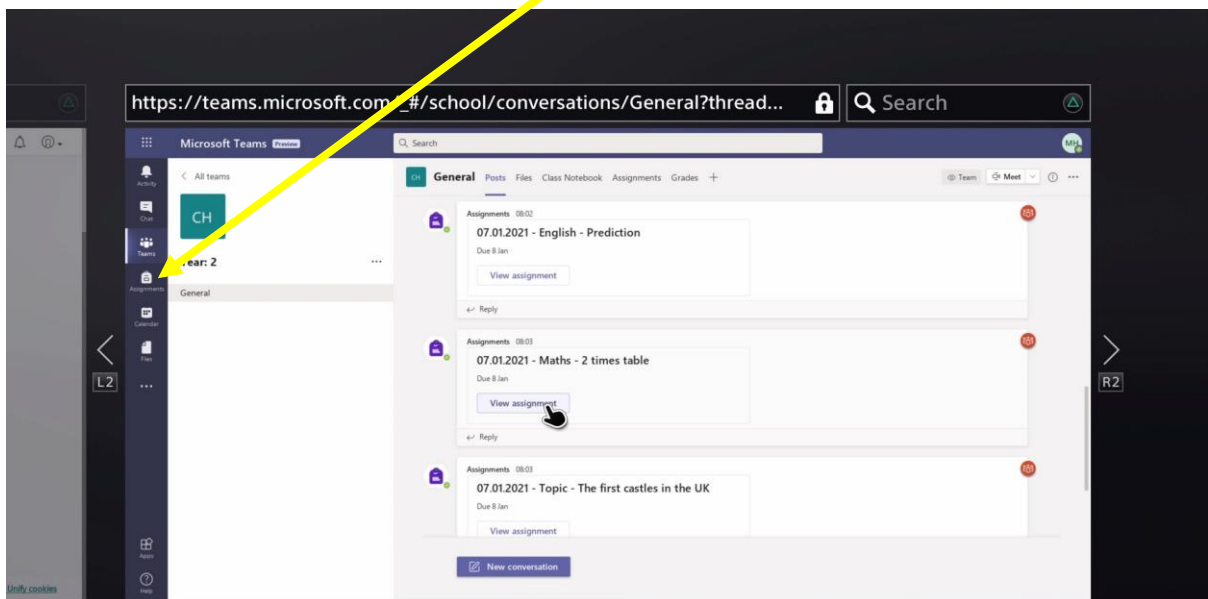 https://teams.microsoft.com/_#/school/conversations/General?thread...
Search
Microsoft Teams Preview
Search
MH
Activity
Chat
Teams
Assignments
Calendar
Files
Apps
Help
All teams
CH
Year: 2
General
CH General Posts Files Class Notebook Assignments Grades +
Team Meet
Assignments 08:02
07.01.2021 - English - Prediction
Due 8 Jan
View assignment
Reply
Assignments 08:03
07.01.2021 - Maths - 2 times table
Due 8 Jan
View assignment
Reply
Assignments 08:03
07.01.2021 - Topic - The first castles in the UK
Due 8 Jan
View assignment
New conversation
L2
R2
Unify cookies